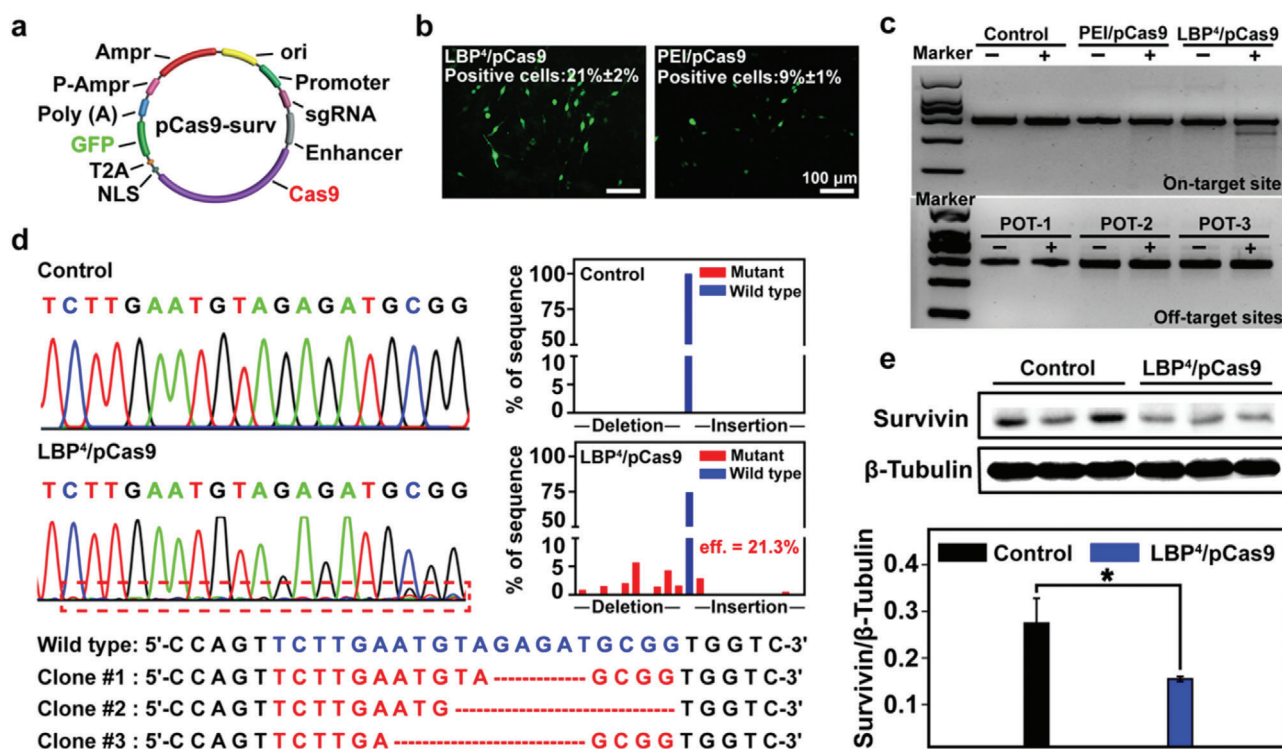 a
Ampr
ori
P-Ampr
Promoter
Poly (A)
sgRNA
pCas9-surv
GFP
Enhancer
T2A
NLS
Cas9
b
LBP⁴/pCas9
Positive cells:21%±2%
PEI/pCas9
Positive cells:9%±1%
100 μm
c
Control PEI/pCas9 LBP⁴/pCas9
Marker − + − + − +
On-target site
Marker
POT-1 POT-2 POT-3
− + − + − +
Off-target sites
d
Control
T C T T G A A T G T A G A G A T G C G G
LBP⁴/pCas9
T C T T G A A T G T A G A G A T G C G G
% of sequence
100
75
50
10
5
0
Control
Mutant
Wild type
—Deletion— —Insertion—
% of sequence
100
75
50
10
5
0
LBP⁴/pCas9
Mutant
Wild type
eff. = 21.3%
—Deletion— —Insertion—
Wild type: 5'-C C A G T T C T T G A A T G T A G A G A T G C G G T G G T C-3'
Clone #1 : 5'-C C A G T T C T T G A A T G T A ------------ G C G G T G G T C-3'
Clone #2 : 5'-C C A G T T C T T G A A T G ----------------------------- T G G T C-3'
Clone #3 : 5'-C C A G T T C T T G A -------------------------- G C G G T G G T C-3'
e
Control LBP⁴/pCas9
Survivin
β-Tubulin
Survivin/β-Tubulin
0.4
0.3
0.2
0.1
Control
LBP⁴/pCas9
*